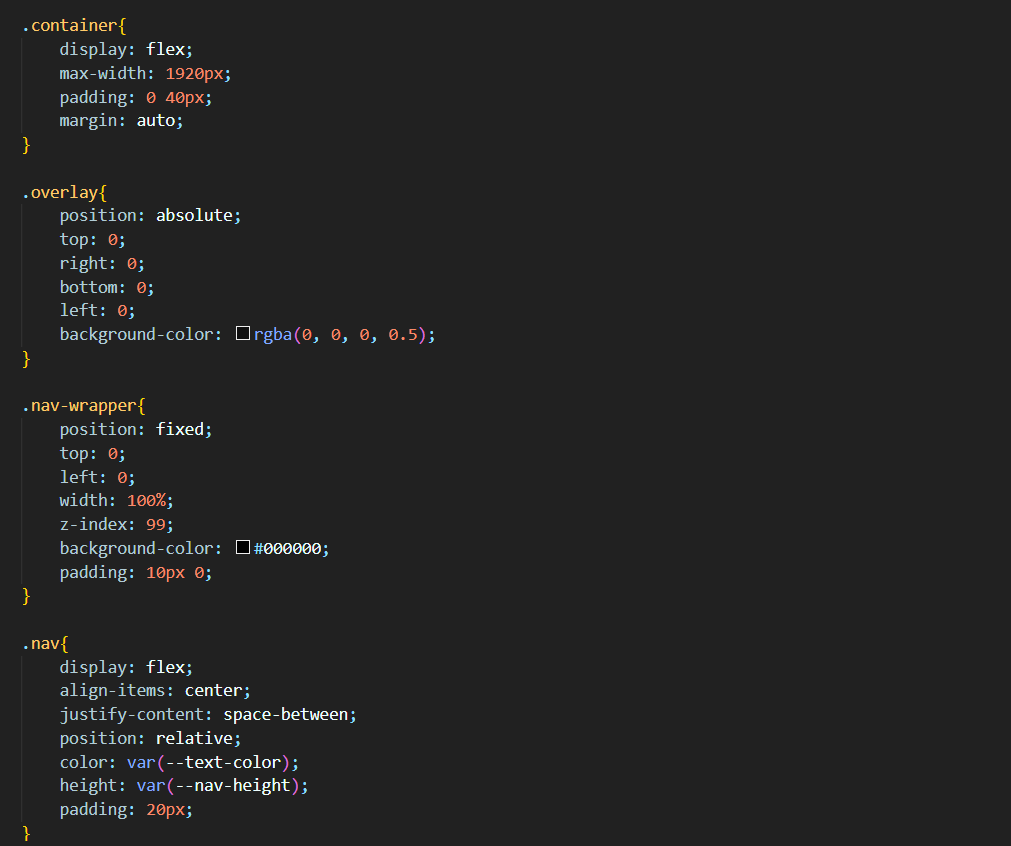 .container{
    display: flex;
    max-width: 1920px;
    padding: 0 40px;
    margin: auto;
}

.overlay{
    position: absolute;
    top: 0;
    right: 0;
    bottom: 0;
    left: 0;
    background-color: rgba(0, 0, 0, 0.5);
}

.nav-wrapper{
    position: fixed;
    top: 0;
    left: 0;
    width: 100%;
    z-index: 99;
    background-color: #000000;
    padding: 10px 0;
}

.nav{
    display: flex;
    align-items: center;
    justify-content: space-between;
    position: relative;
    color: var(--text-color);
    height: var(--nav-height);
    padding: 20px;
}